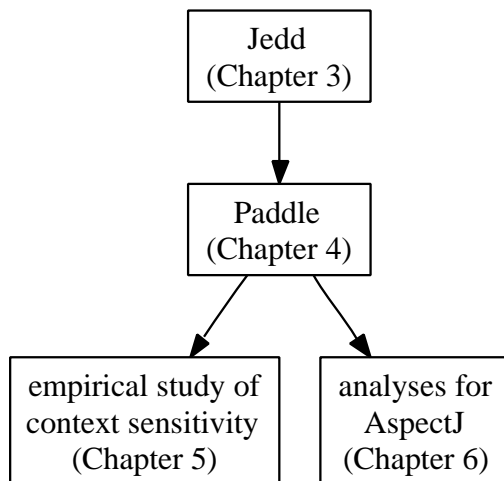 Jedd
(Chapter 3)
Paddle
(Chapter 4)
empirical study of
context sensitivity
(Chapter 5)
analyses for
AspectJ
(Chapter 6)